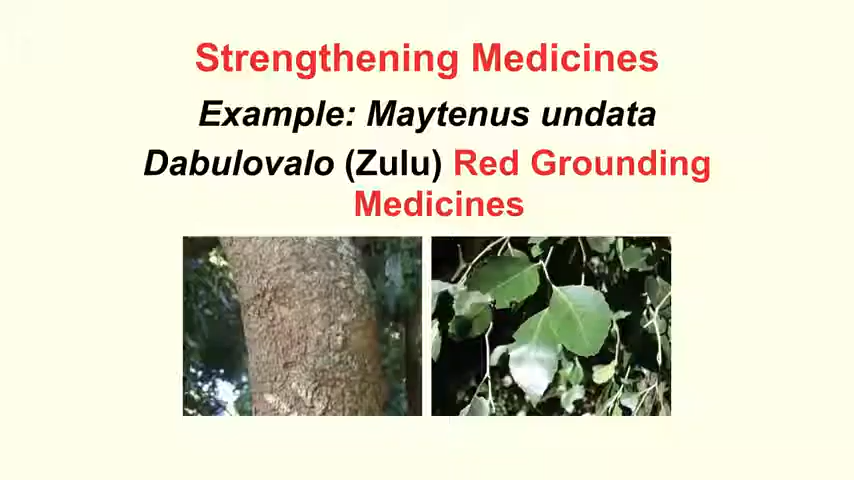 Strengthening Medicines
Example: Maytenus undata
Dabulovalo (Zulu) Red Grounding
Medicines